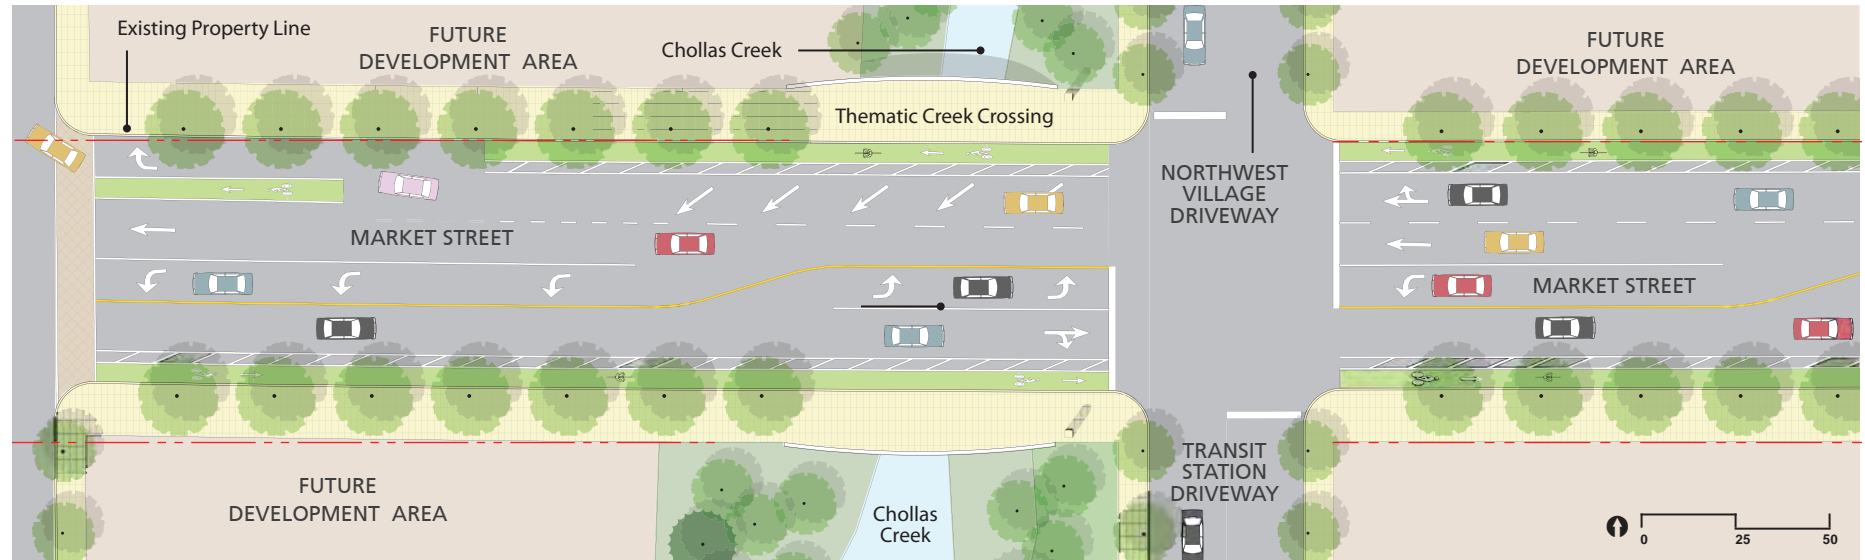 Existing Property Line
FUTURE
DEVELOPMENT AREA
Chollas Creek
FUTURE
DEVELOPMENT AREA
Thematic Creek Crossing
NORTHWEST
VILLAGE
DRIVEWAY
MARKET STREET
MARKET STREET
TRANSIT
STATION
DRIVEWAY
FUTURE
DEVELOPMENT AREA
Chollas
Creek
0 25 50